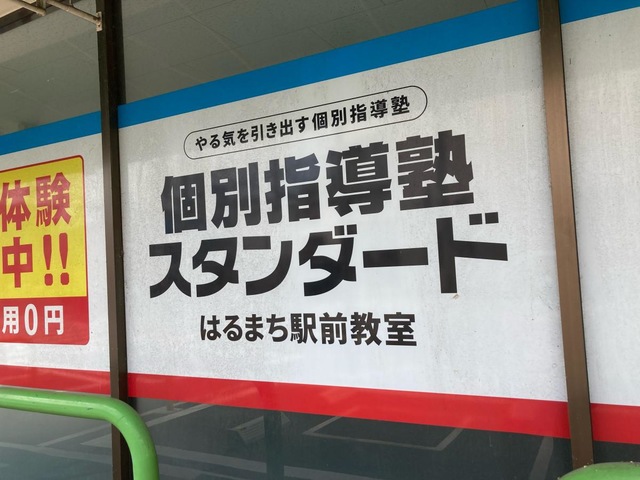 体験
中!!
用0円
やる気を引き出す個別指導塾
個別指導塾
スタンダード
はるまち駅前教室